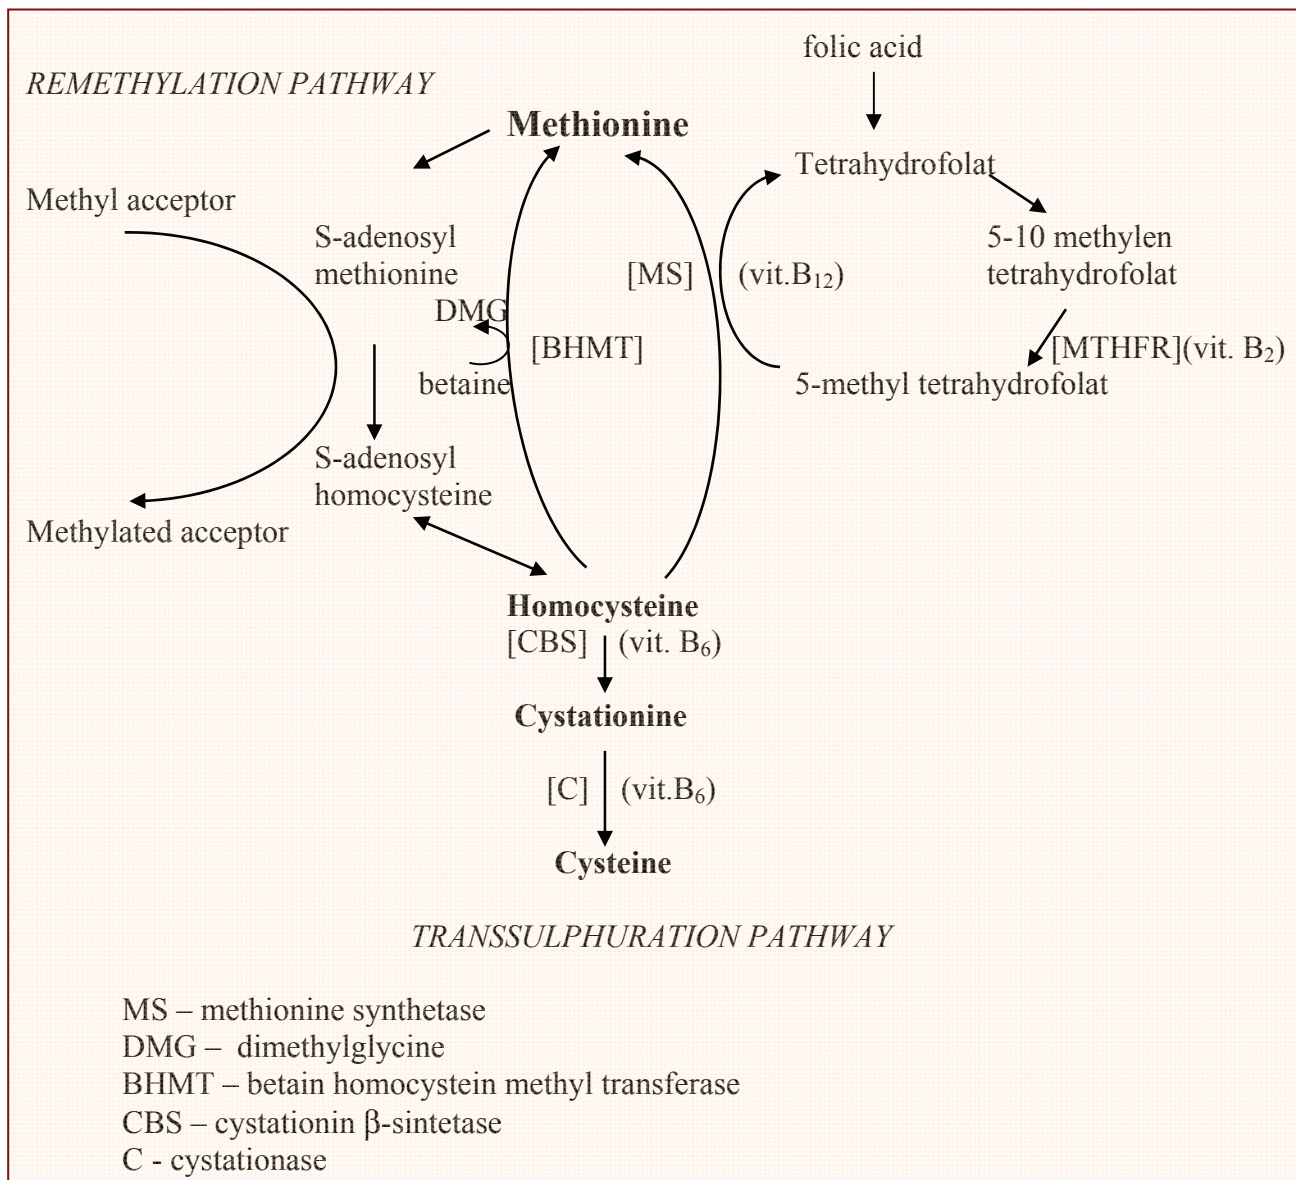 folic acid
REMETHYLATION PATHWAY
Methionine
Tetrahydrofolat
Methyl acceptor
S-adenosyl
methionine
5-10 methylen
tetrahydrofolat
[MS]
(vit.B₁₂)
DMG
[BHMT]
[MTHFR](vit. B₂)
betaine
5-methyl tetrahydrofolat
S-adenosyl
homocysteine
Methylated acceptor
Homocysteine
[CBS] (vit. B₆)
Cystationine
[C] (vit.B₆)
Cysteine
TRANSSULPHURATION PATHWAY
MS – methionine synthetase
DMG – dimethylglycine
BHMT – betain homocystein methyl transferase
CBS – cystationin β-sintetase
C - cystationase